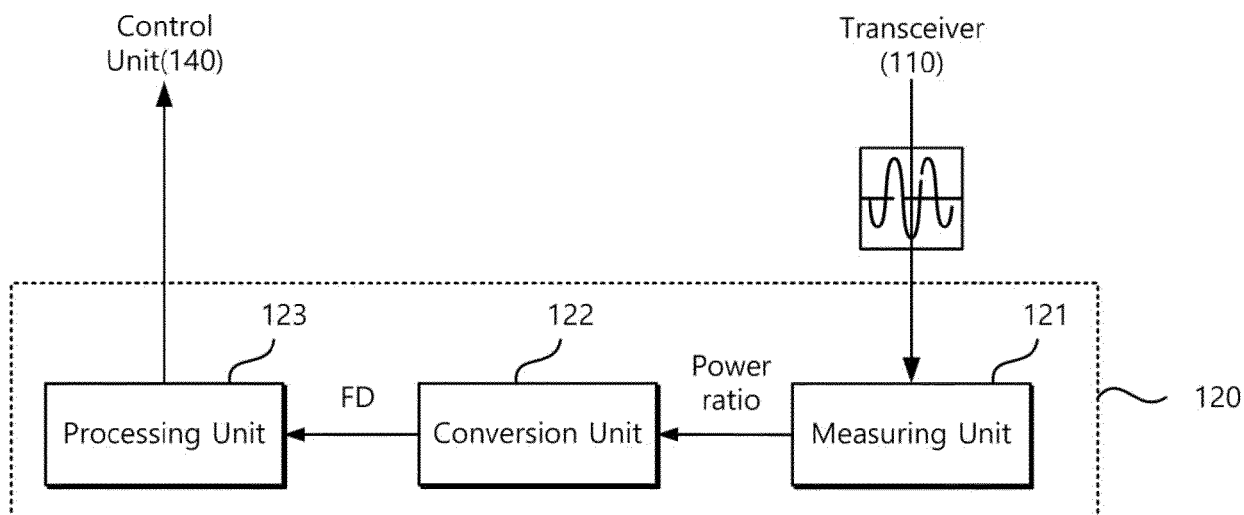 Control
Unit(140)
Transceiver
(110)
123
122
121
Power
ratio
FD
120
Processing Unit
Conversion Unit
Measuring Unit